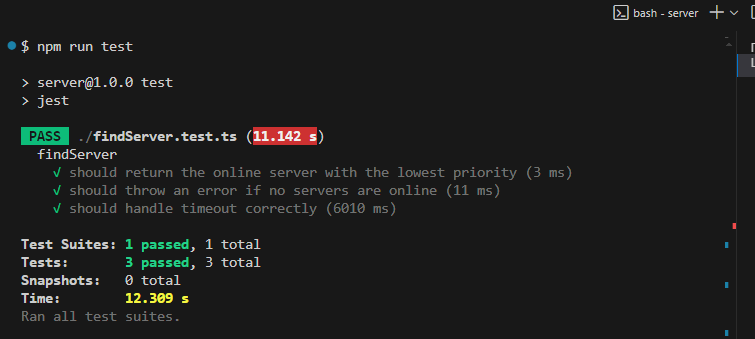 bash - server
$ npm run test
> server@1.0.0 test
> jest
PASS ./findServer.test.ts (11.142 s)
findServer
√ should return the online server with the lowest priority (3 ms)
√ should throw an error if no servers are online (11 ms)
√ should handle timeout correctly (6010 ms)
Test Suites: 1 passed, 1 total
Tests: 3 passed, 3 total
Snapshots: 0 total
Time: 12.309 s
Ran all test suites.